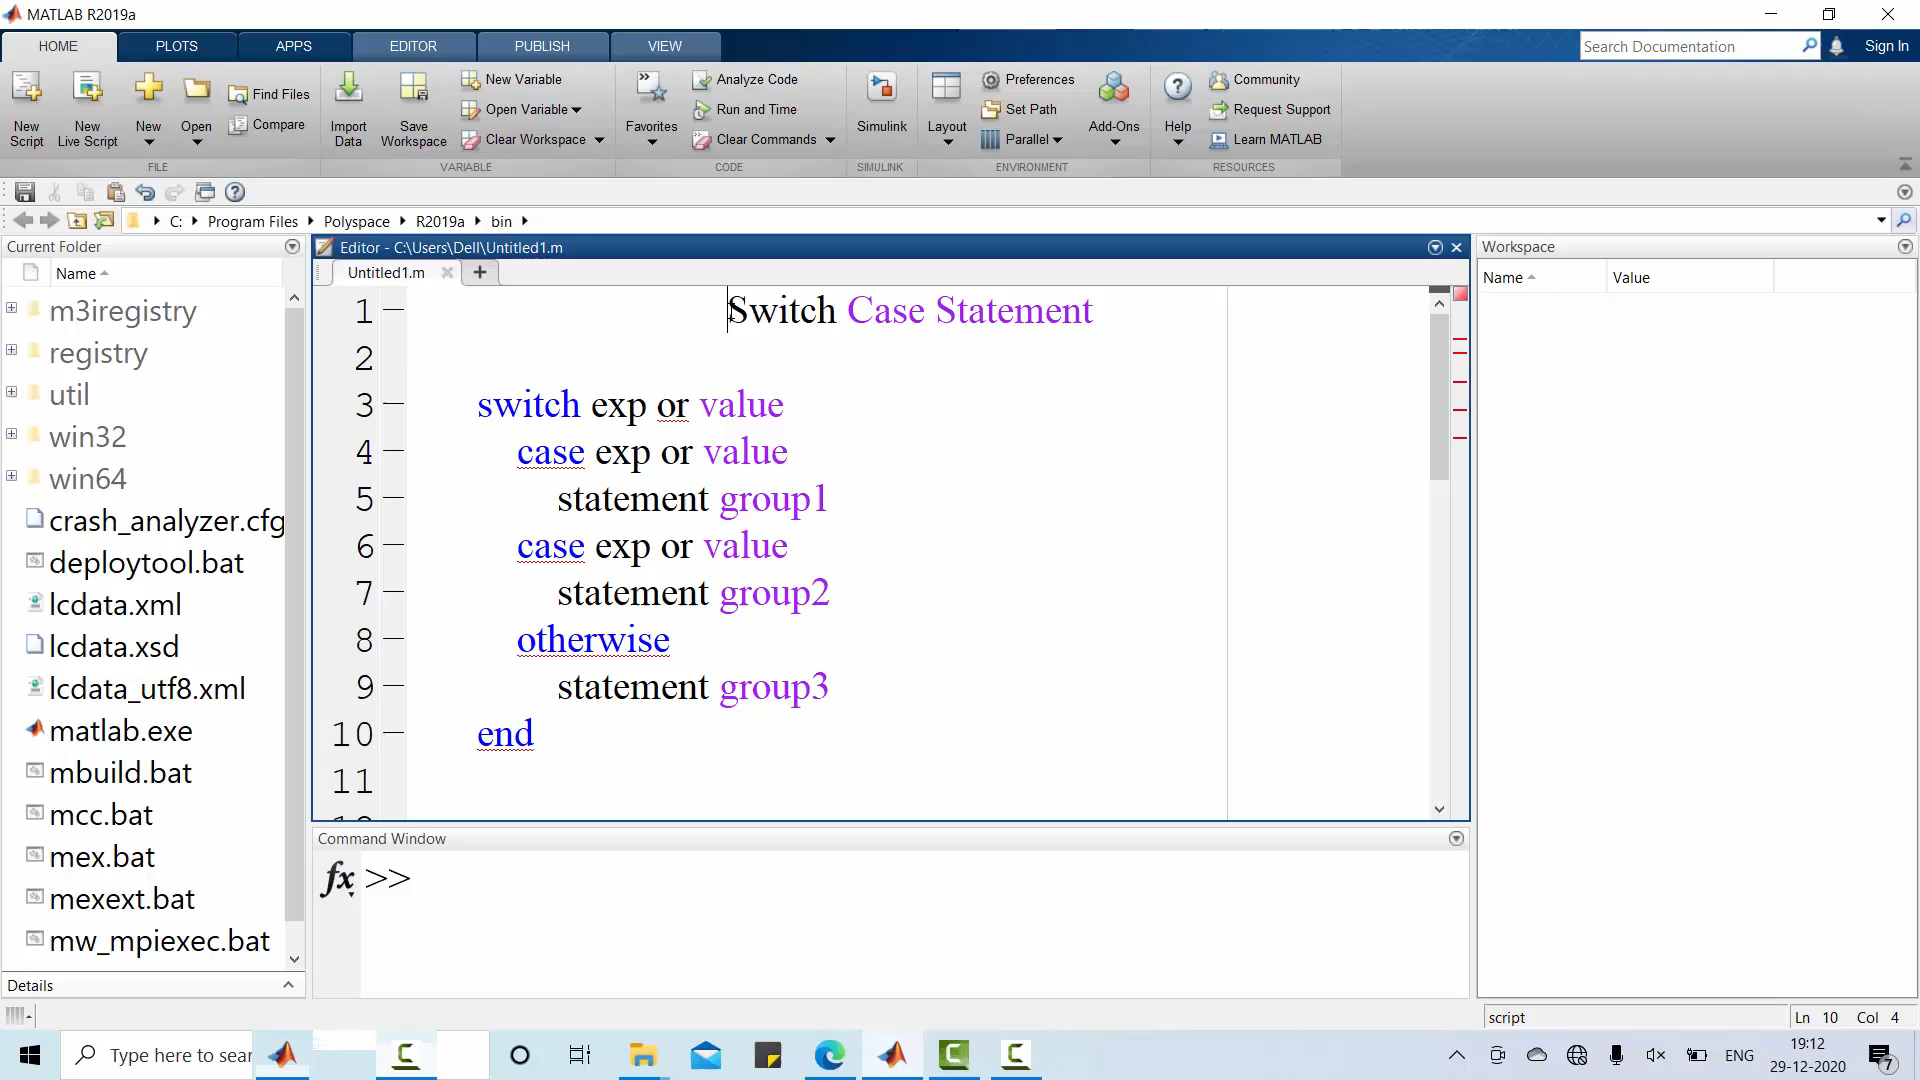 MATLAB R2019a
HOME PLOTS APPS EDITOR PUBLISH VIEW
Search Documentation
Sign In
New Script
New Live Script
New
Open
Find Files
Compare
FILE
Import Data
Save Workspace
New Variable
Open Variable
Clear Workspace
VARIABLE
Favorites
Analyze Code
Run and Time
Clear Commands
CODE
Simulink
SIMULINK
Layout
Preferences
Set Path
Parallel
Add-Ons
ENVIRONMENT
Help
Community
Request Support
Learn MATLAB
RESOURCES
C: Program Files Polyspace R2019a bin
Current Folder
Name
m3iregistry
registry
util
win32
win64
crash_analyzer.cfg
deploytool.bat
lcdata.xml
lcdata.xsd
lcdata_utf8.xml
matlab.exe
mbuild.bat
mcc.bat
mex.bat
mexext.bat
mw_mpiexec.bat
Details
Editor - C:\Users\Dell\Untitled1.m
Untitled1.m
1 Switch Case Statement
2
3 switch exp or value
4 case exp or value
5 statement group1
6 case exp or value
7 statement group2
8 otherwise
9 statement group3
10 end
11
Command Window
fx >>
Workspace
Name Value
script
Ln 10 Col 4
Type here to sear
ENG
19:12
29-12-2020
7